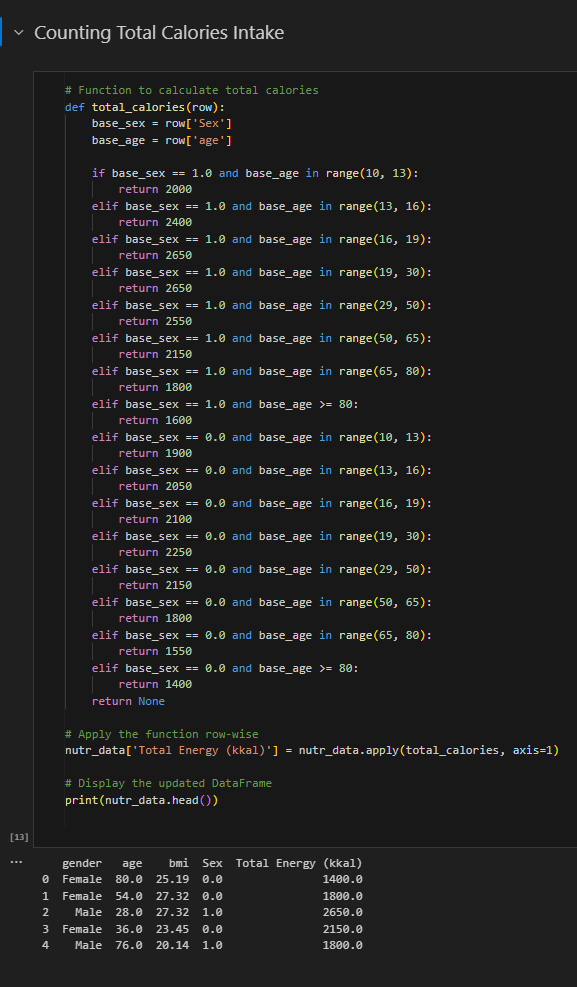 Counting Total Calories Intake
# Function to calculate total calories
def total_calories(row):
    base_sex = row['Sex']
    base_age = row['age']

    if base_sex == 1.0 and base_age in range(10, 13):
        return 2000
    elif base_sex == 1.0 and base_age in range(13, 16):
        return 2400
    elif base_sex == 1.0 and base_age in range(16, 19):
        return 2650
    elif base_sex == 1.0 and base_age in range(19, 30):
        return 2650
    elif base_sex == 1.0 and base_age in range(29, 50):
        return 2550
    elif base_sex == 1.0 and base_age in range(50, 65):
        return 2150
    elif base_sex == 1.0 and base_age in range(65, 80):
        return 1800
    elif base_sex == 1.0 and base_age >= 80:
        return 1600
    elif base_sex == 0.0 and base_age in range(10, 13):
        return 1900
    elif base_sex == 0.0 and base_age in range(13, 16):
        return 2050
    elif base_sex == 0.0 and base_age in range(16, 19):
        return 2100
    elif base_sex == 0.0 and base_age in range(19, 30):
        return 2250
    elif base_sex == 0.0 and base_age in range(29, 50):
        return 2150
    elif base_sex == 0.0 and base_age in range(50, 65):
        return 1800
    elif base_sex == 0.0 and base_age in range(65, 80):
        return 1550
    elif base_sex == 0.0 and base_age >= 80:
        return 1400
    return None

# Apply the function row-wise
nutr_data['Total Energy (kkal)'] = nutr_data.apply(total_calories, axis=1)

# Display the updated DataFrame
print(nutr_data.head())
[13]
... gender age bmi Sex Total Energy (kkal)
0 Female 80.0 25.19 0.0 1400.0
1 Female 54.0 27.32 0.0 1800.0
2 Male 28.0 27.32 1.0 2650.0
3 Female 36.0 23.45 0.0 2150.0
4 Male 76.0 20.14 1.0 1800.0